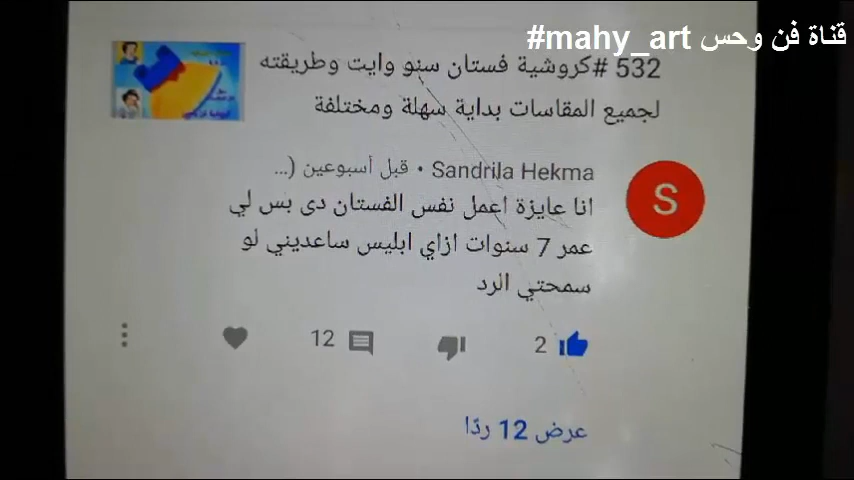 قناة فن وحس mahy_art#
532 #كروشية فستان سنو وايت وطريقته
لجميع المقاسات بداية سهلة ومختلفة
Sandrila Hekma • قبل أسبوعين (...
S
انا عايزة اعمل نفس الفستان دى بس لي
عمر 7 سنوات ازاي ابليس ساعديني لو
سمحتي الرد
12
2
عرض 12 ردًا